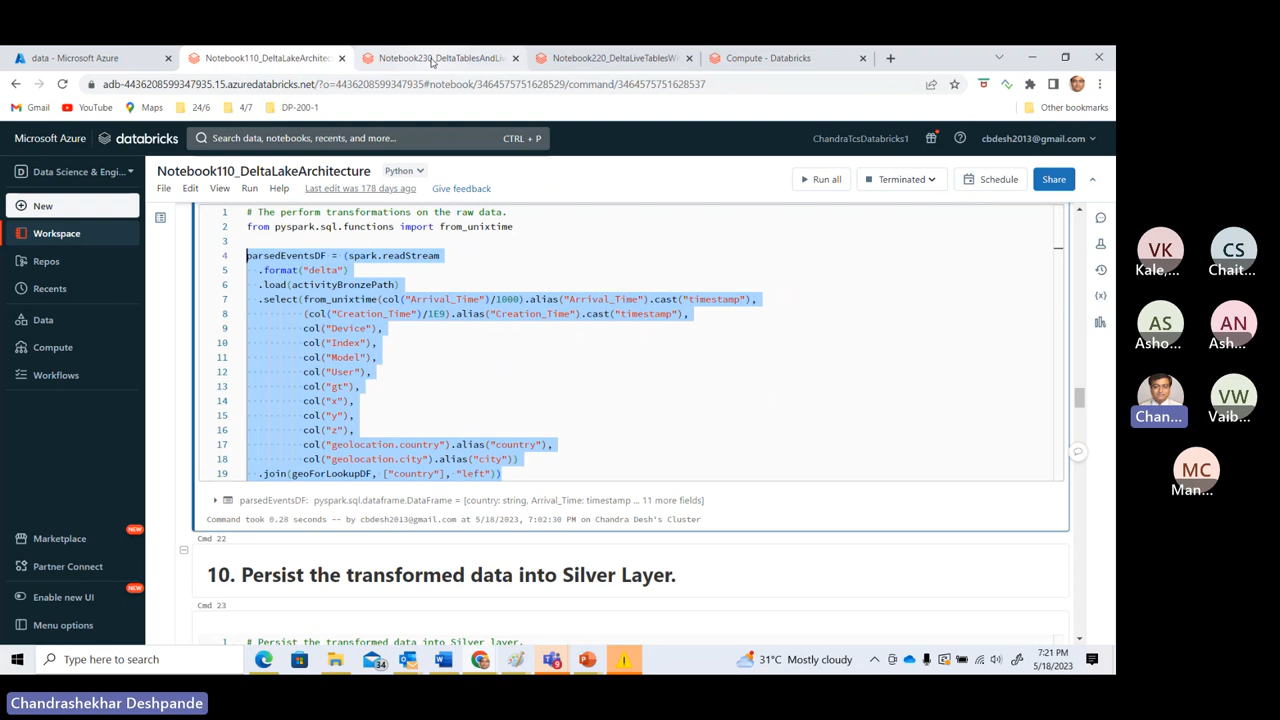 data - Microsoft Azure
Notebook110_DeltaLakeArchitec
Notebook230_DeltaTablesAndLiv
Notebook220_DeltaLiveTablesW
Compute - Databricks
adb-4436208599347935.15.azuredatabricks.net/?o=4436208599347935#notebook/3464575751628529/command/3464575751628537
Gmail
YouTube
Maps
24/6
4/7
DP-200-1
Other bookmarks
Microsoft Azure
databricks
Search data, notebooks, recents, and more...
CTRL + P
ChandraTcsDatabricks1
cbdesh2013@gmail.com
Data Science & Engi...
New
Workspace
Repos
Recents
Data
Compute
Workflows
Marketplace
NEW
Partner Connect
Enable new UI
NEW
Menu options
Notebook110_DeltaLakeArchitecture
Python
File Edit View Run Help Last edit was 178 days ago Give feedback
Run all
Terminated
Schedule
Share
1 # The perform transformations on the raw data.
2 from pyspark.sql.functions import from_unixtime
3
4 parsedEventsDF = (spark.readStream
5 .format("delta")
6 .load(activityBronzePath)
7 .select(from_unixtime(col("Arrival_Time")/1000).alias("Arrival_Time").cast("timestamp"),
8 (col("Creation_Time")/1E9).alias("Creation_Time").cast("timestamp"),
9 col("Device"),
10 col("Index"),
11 col("Model"),
12 col("User"),
13 col("gt"),
14 col("x"),
15 col("y"),
16 col("z"),
17 col("geolocation.country").alias("country"),
18 col("geolocation.city").alias("city"))
19 .join(geoForLookupDF, ["country"], "left"))
parsedEventsDF: pyspark.sql.dataframe.DataFrame = [country: string, Arrival_Time: timestamp ... 11 more fields]
Command took 0.28 seconds -- by cbdesh2013@gmail.com at 5/18/2023, 7:02:30 PM on Chandra Desh's Cluster
Cmd 22
10. Persist the transformed data into Silver Layer.
Cmd 23
1 # Persist the transformed data into Silver layer.
VK
Kale,...
CS
Chait...
AS
Asho...
AN
Ash...
Chan...
VW
Vaib...
MC
Man...
Type here to search
34
9
31°C Mostly cloudy
7:21 PM
5/18/2023
Chandrashekhar Deshpande